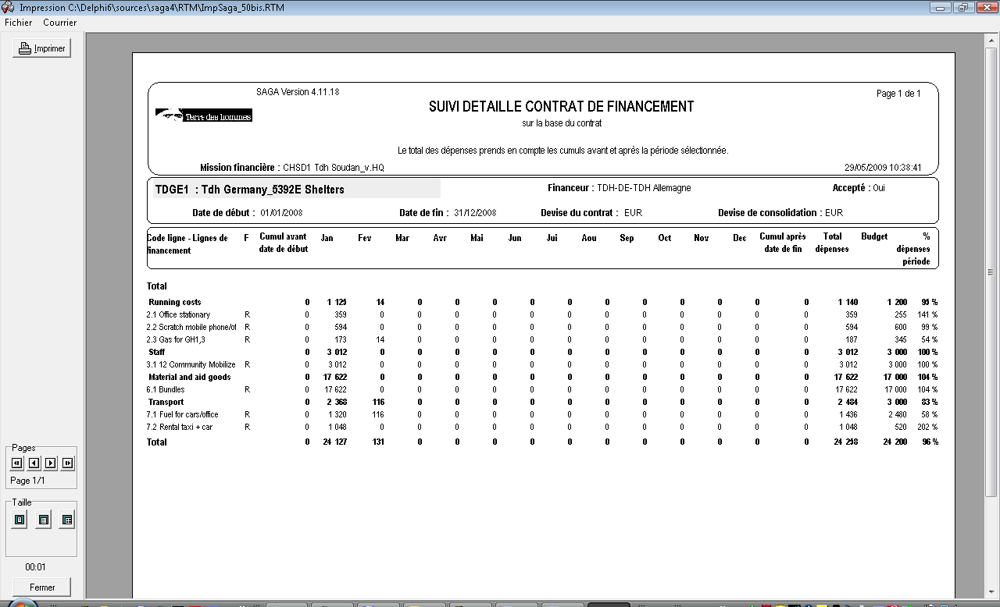 Impression C:\Delphi6\sources\saga4\RTM\ImpSaga_50bis.RTM
Fichier Courrier
Imprimer
SAGA Version 4.11.18
Page 1 de 1
Terre des hommes
SUIVI DETAILLE CONTRAT DE FINANCEMENT
sur la base du contrat
Le total des dépenses prends en compte les cumuls avant et après la période sélectionnée.
Mission financière : CHSD1 Tdh Soudan_v.HQ
29/05/2009 10:38:41
TDGE1 : Tdh Germany_5392E Shelters
Financeur : TDH-DE-TDH Allemagne
Accepté : Oui
Date de début : 01/01/2008
Date de fin : 31/12/2008
Devise du contrat : EUR
Devise de consolidation : EUR
Code ligne - Lignes de financement F Cumul avant date de début Jan Fev Mar Avr Mai Jun Jui Aou Sep Oct Nov Dec Cumul après date de fin Total dépenses Budget % dépenses période
Total
Running costs 0 1 125 14 0 0 0 0 0 0 0 0 0 0 0 1 140 1 200 95 %
2.1 Office stationary R 0 359 0 0 0 0 0 0 0 0 0 0 0 0 359 255 141 %
2.2 Scratch mobile phone/ot R 0 594 0 0 0 0 0 0 0 0 0 0 0 0 594 600 99 %
2.3 Gas for GH1,3 R 0 173 14 0 0 0 0 0 0 0 0 0 0 0 187 345 54 %
Staff 0 3 012 0 0 0 0 0 0 0 0 0 0 0 0 3 012 3 000 100 %
3.1 12 Community Mobilize R 0 3 012 0 0 0 0 0 0 0 0 0 0 0 0 3 012 3 000 100 %
Material and aid goods 0 17 622 0 0 0 0 0 0 0 0 0 0 0 0 17 622 17 000 104 %
6.1 Bundles R 0 17 622 0 0 0 0 0 0 0 0 0 0 0 0 17 622 17 000 104 %
Transport 0 2 368 116 0 0 0 0 0 0 0 0 0 0 0 2 484 3 000 83 %
7.1 Fuel for cars/office R 0 1 320 116 0 0 0 0 0 0 0 0 0 0 0 1 436 2 480 58 %
7.2 Rental taxi + car R 0 1 048 0 0 0 0 0 0 0 0 0 0 0 0 1 048 520 202 %
Total 0 24 127 131 0 0 0 0 0 0 0 0 0 0 0 24 258 24 200 96 %
Pages
Page 1/1
Taille
00:01
Fermer